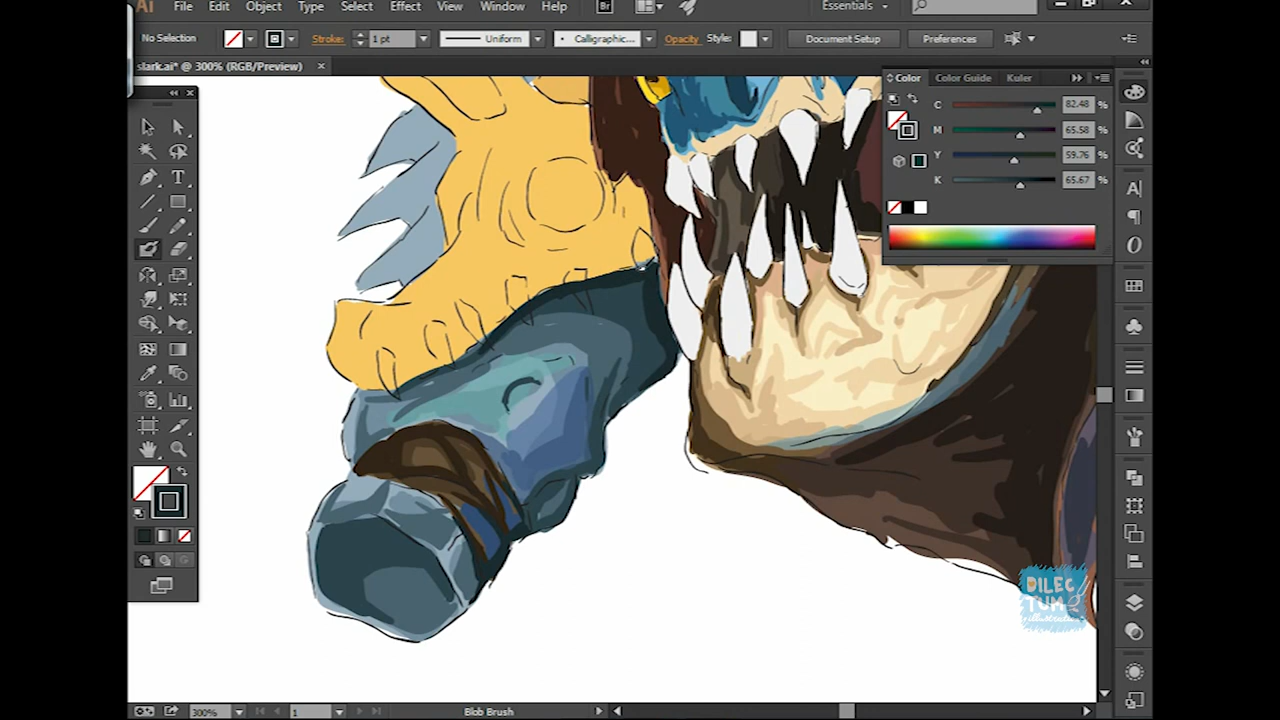 Ai File Edit Object Type Select Effect View Window Help Br Essentials
No Selection Stroke: 1 pt Uniform Calligraphic... Opacity Style: Document Setup Preferences
slark.ai* @ 300% (RGB/Preview) ×
Color Color Guide Kuler
C 82.48 %
M 65.58 %
Y 59.76 %
K 65.67 %
DILEC
TUM
illustration
300% 1 Blob Brush